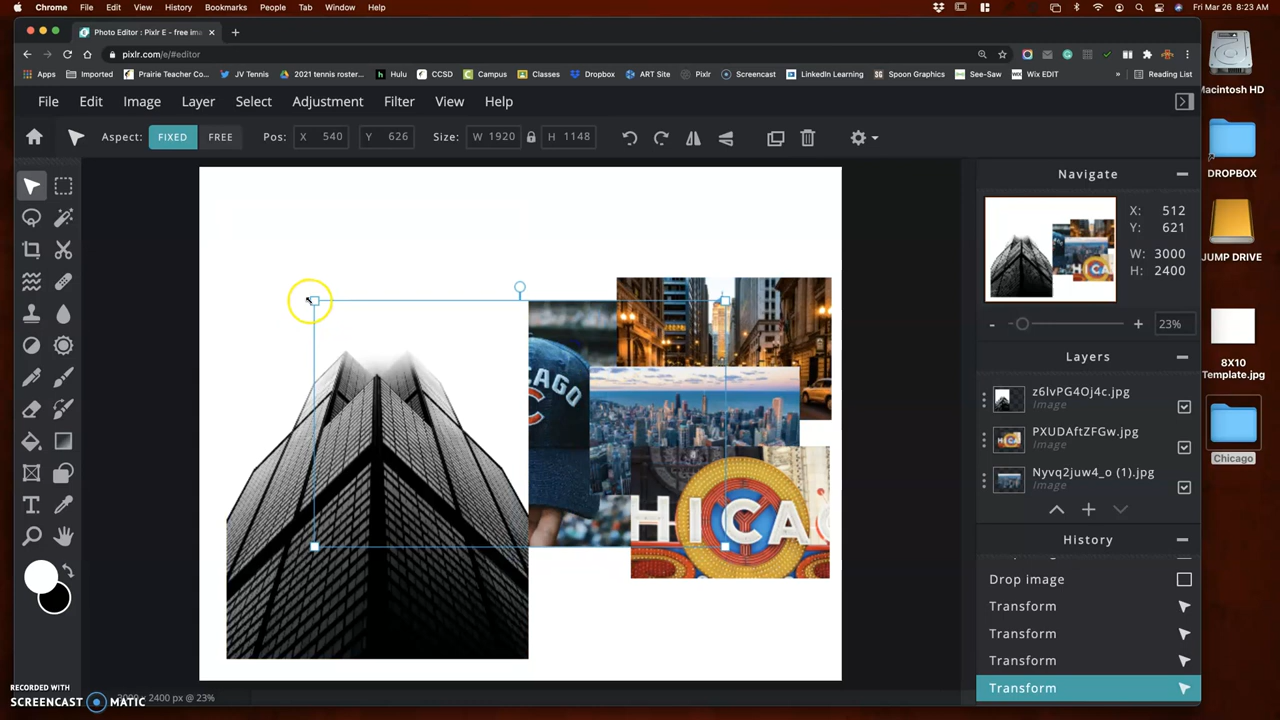 Chrome File Edit View History Bookmarks People Tab Window Help
Fri Mar 26 8:23 AM
Photo Editor : Pixlr E - free ima
pixlr.com/e/#editor
Apps Imported Prairie Teacher Co... JV Tennis 2021 tennis roster... Hulu CCSD Campus Classes Dropbox ART Site Pixlr Screencast LinkedIn Learning Spoon Graphics See-Saw Wix EDIT » Reading List
File Edit Image Layer Select Adjustment Filter View Help
Aspect: FIXED FREE Pos: X 540 Y 626 Size: W 1920 H 1148
Navigate
X: 512
Y: 621
W: 3000
H: 2400
- + 23%
Layers
z6lvPG4Oj4c.jpg
Image
PXUDAftZFGw.jpg
Image
Nyvq2juw4_o (1).jpg
Image
History
Drop image
Transform
Transform
Transform
Transform
CAGO
C
HICAG
RECORDED WITH
SCREENCAST MATIC
2400 px @ 23%
Macintosh HD
DROPBOX
JUMP DRIVE
8X10
Template.jpg
Chicago